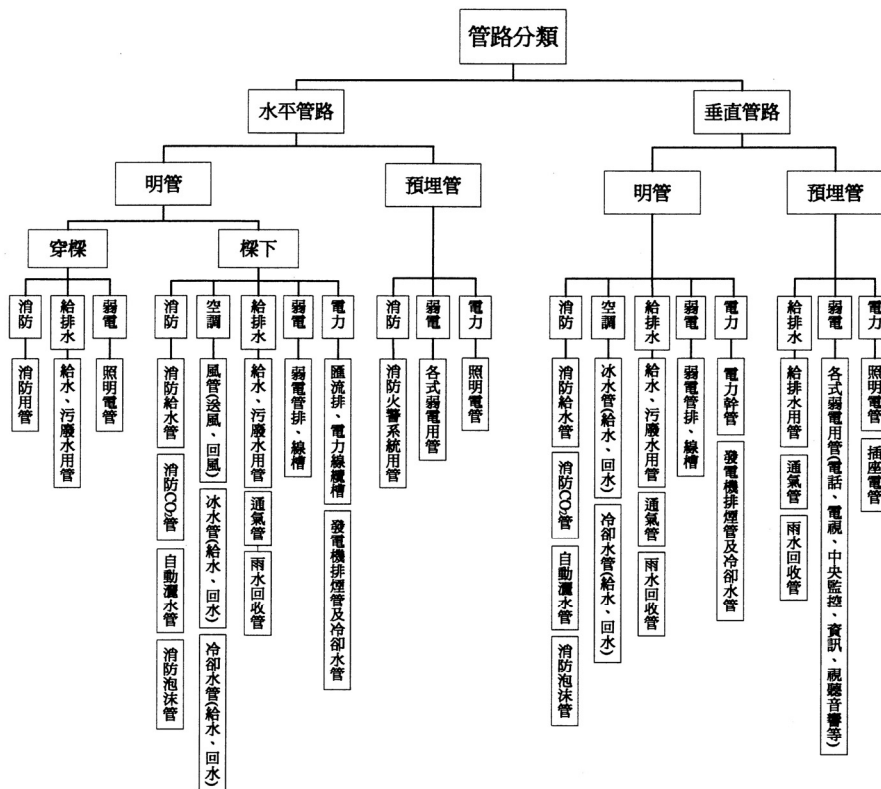 管路分類
水平管路
垂直管路
明管
預埋管
明管
預埋管
穿樑
樑下
消防
給排水
弱電
消防
空調
給排水
弱電
電力
消防
弱電
電力
消防
空調
給排水
弱電
電力
給排水
弱電
電力
消防用管
給水、污廢水用管
照明電管
消防給水管
消防CO₂管
自動灑水管
消防泡沫管
風管(送風、回風)
冰水管(給水、回水)
冷卻水管(給水、回水)
給水、污廢水用管
通氣管
雨水回收管
弱電管排、線槽
匯流排、電力線纜槽
發電機排煙管及冷卻水管
消防火警系統用管
各式弱電用管
照明電管
消防給水管
消防CO₂管
自動灑水管
消防泡沫管
冰水管(給水、回水)
冷卻水管(給水、回水)
給水、污廢水用管
通氣管
雨水回收管
弱電管排、線槽
電力幹管
發電機排煙管及冷卻水管
給排水用管
通氣管
雨水回收管
各式弱電用管(電話、電視、中央監控、資訊、視聽音響等)
照明電管
插座電管